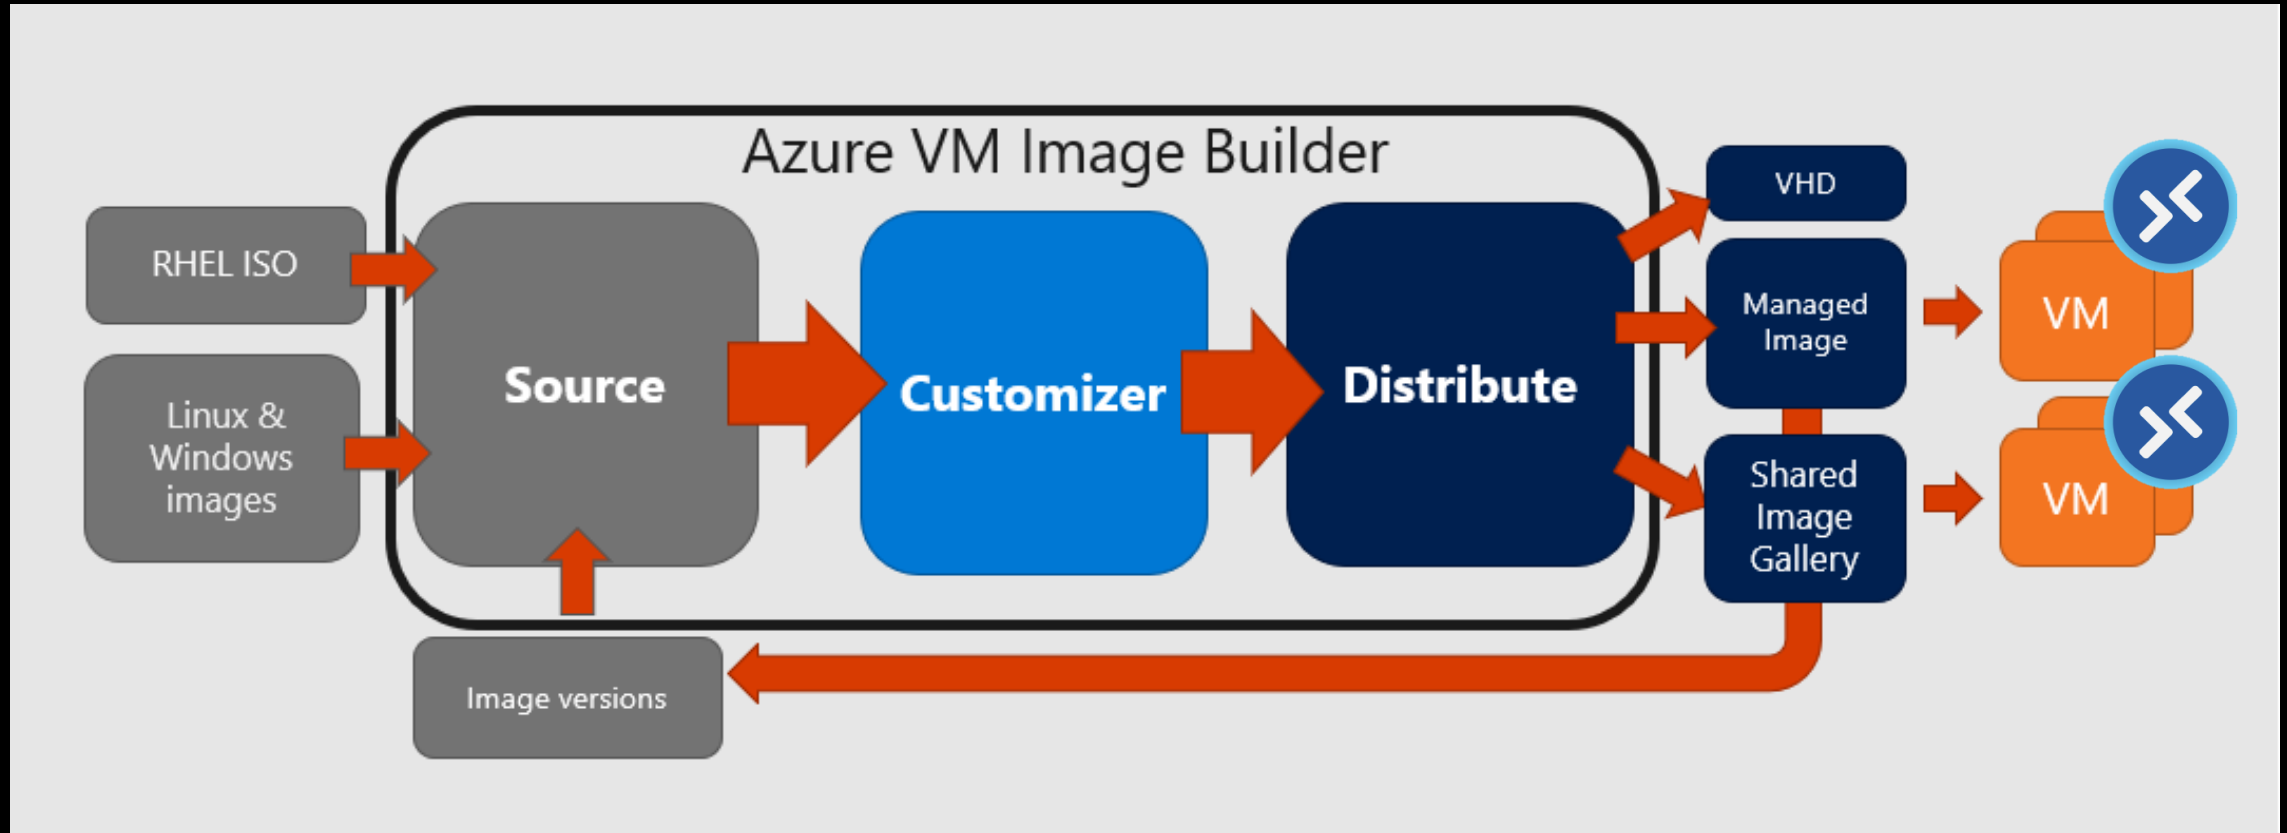 Azure VM Image Builder
RHEL ISO
Linux &
Windows
images
Source
Customizer
Distribute
VHD
Managed
Image
Shared
Image
Gallery
VM
VM
Image versions